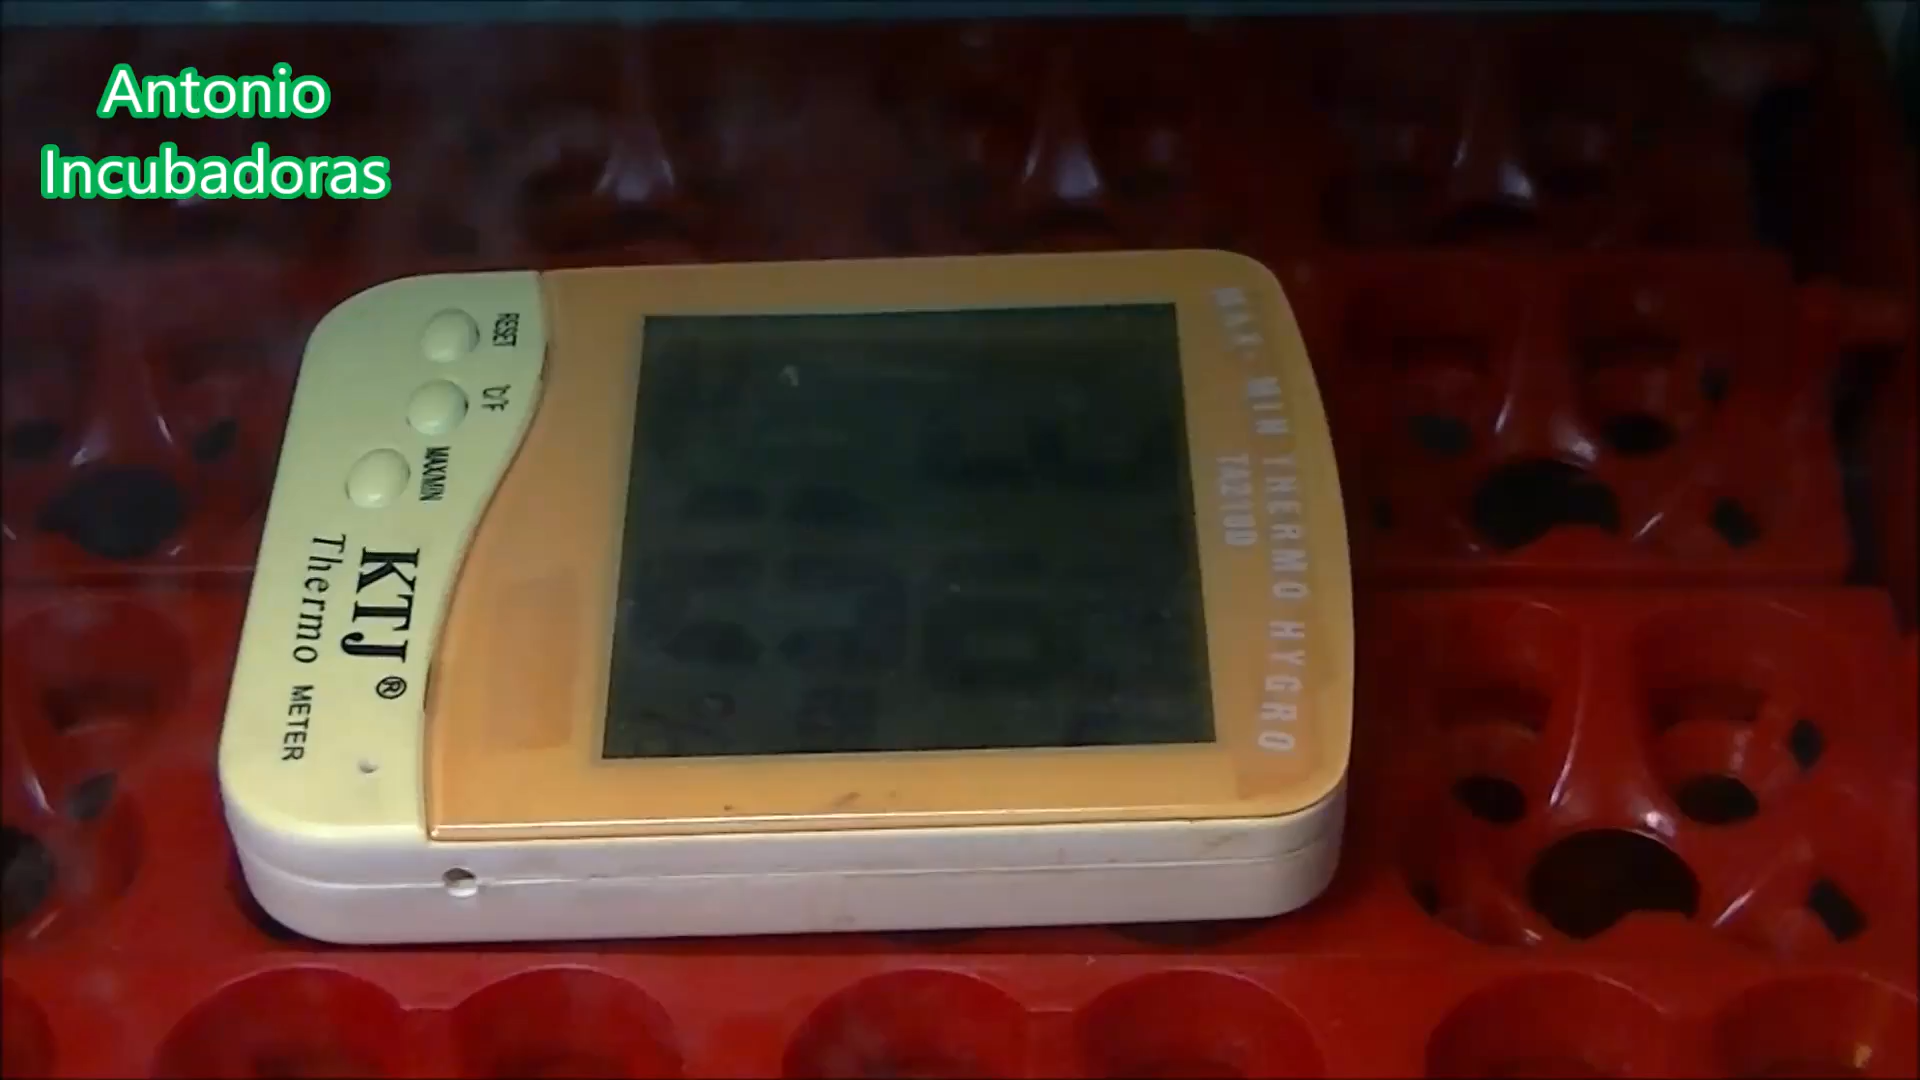 Antonio
Incubadoras
MAX - MIN THERMO HYGRO
TA218D
RESET
°C/°F
MAX/MIN
KTJ®
Thermo METER